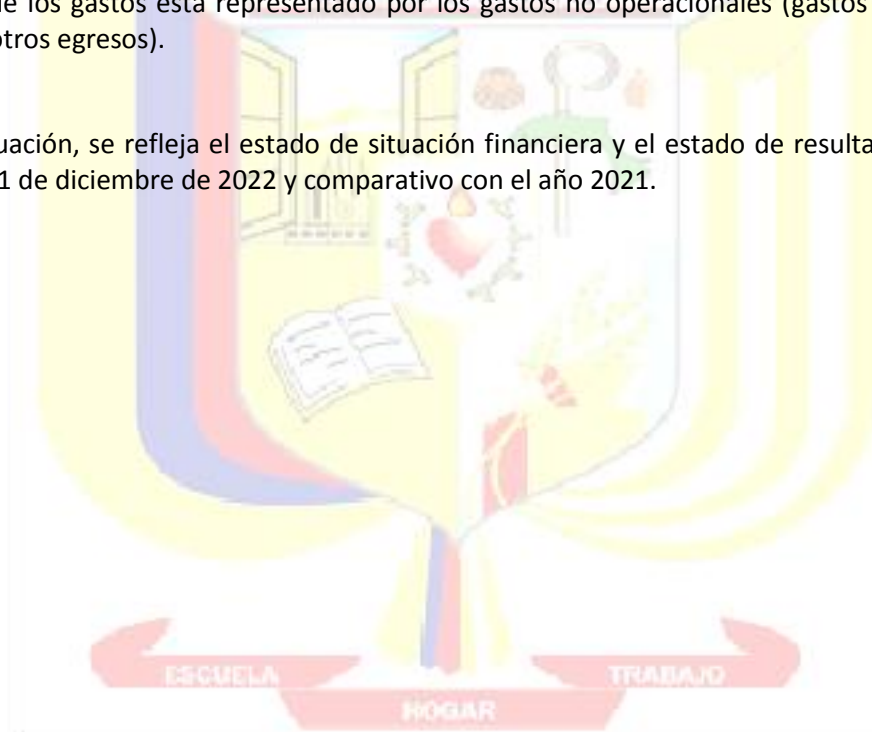 de los gastos está representado por los gastos no operacionales (gastos
otros egresos).
uación, se refleja el estado de situación financiera y el estado de resulta
1 de diciembre de 2022 y comparativo con el año 2021.
ESCUELA
TRABAJO
HOGAR